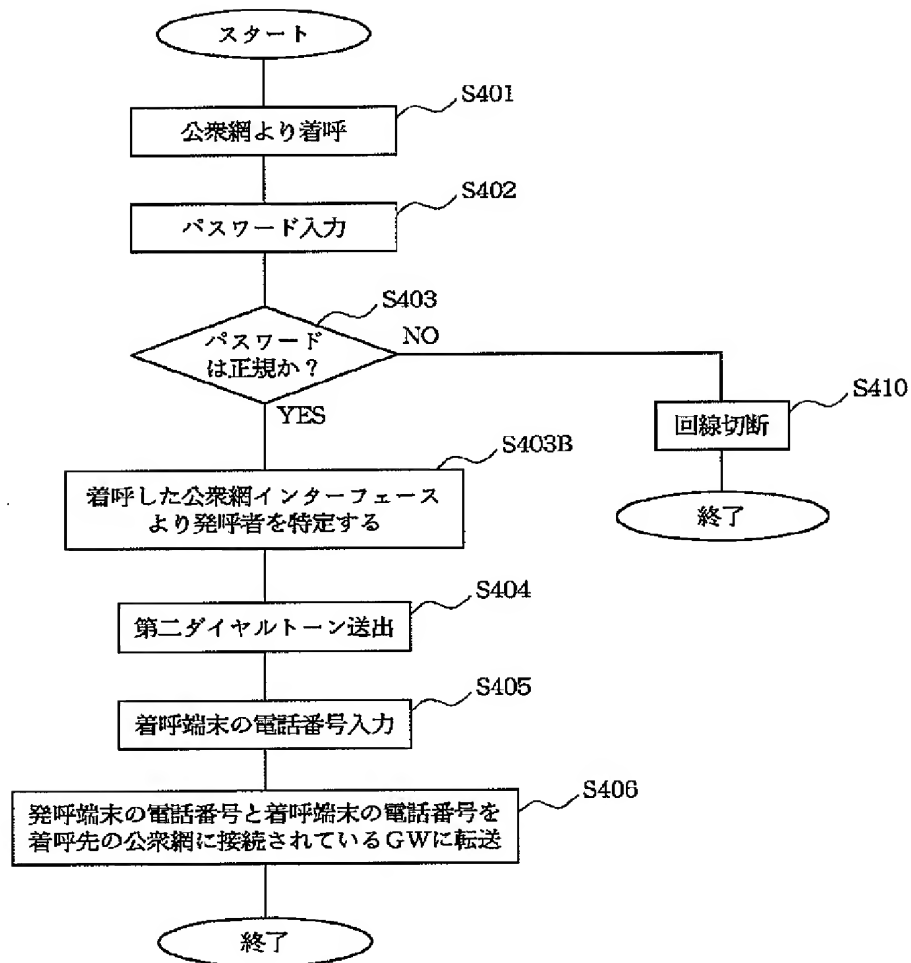 スタート
S401
公衆網より着呼
S402
パスワード入力
S403
パスワード
は正規か？
NO
YES
S410
回線切断
終了
S403B
着呼した公衆網インターフェース
より発呼者を特定する
S404
第二ダイヤルトーン送出
S405
着呼端末の電話番号入力
S406
発呼端末の電話番号と着呼端末の電話番号を
着呼先の公衆網に接続されているＧＷに転送
終了